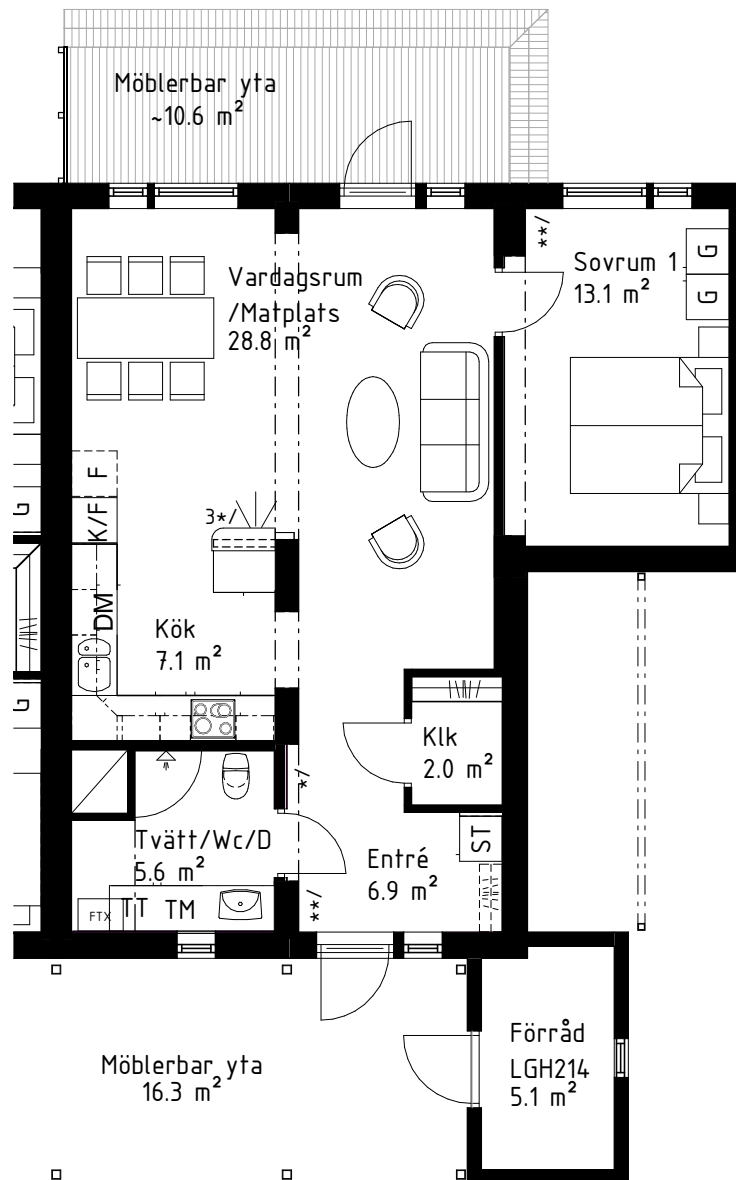 Möblerbar yta
~10.6 m²
**/
Sovrum 1
13.1 m²
G
G
Vardagsrum
/Matplats
28.8 m²
F
K/F
G
3*/
DM
Kök
7.1 m²
G
Klk
2.0 m²
*/
Tvätt/Wc/D
5.6 m²
ST
Entré
6.9 m²
FTX
TT
TM
**/
Förråd
LGH214
5.1 m²
Möblerbar yta
16.3 m²